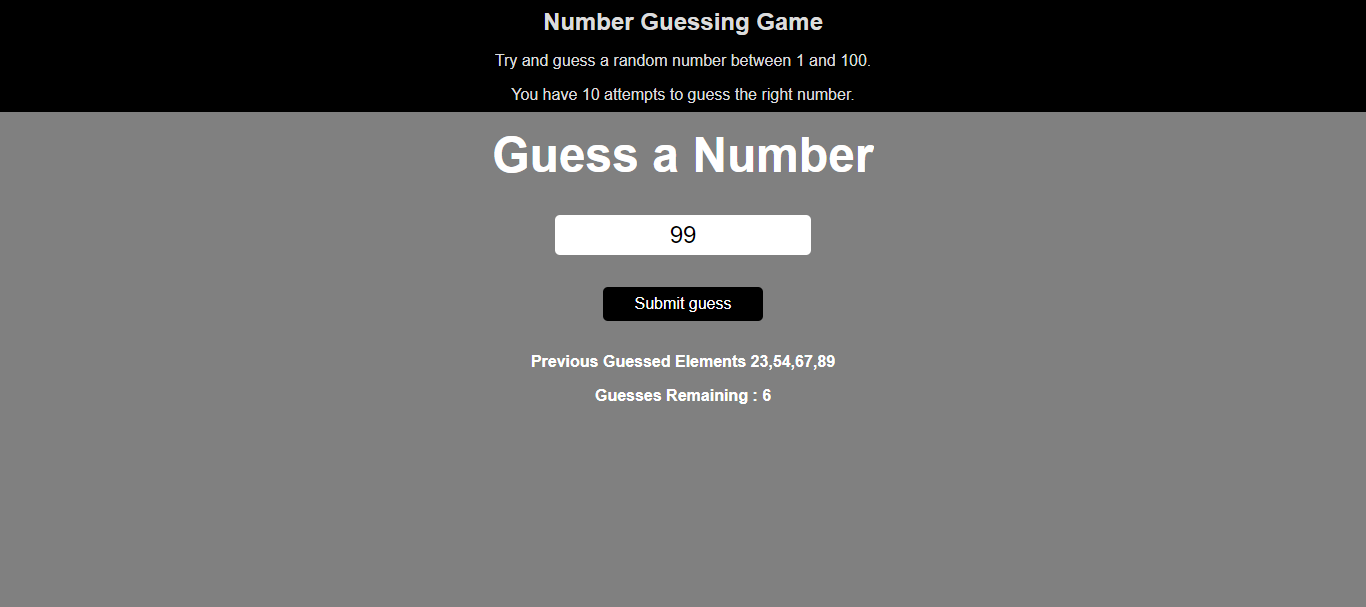 Number Guessing Game
Try and guess a random number between 1 and 100.
You have 10 attempts to guess the right number.
Guess a Number
99
Submit guess
Previous Guessed Elements 23,54,67,89
Guesses Remaining : 6